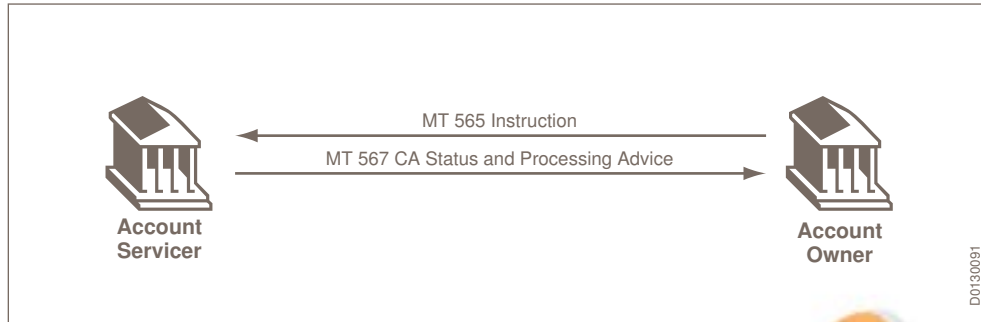 MT 565 Instruction
MT 567 CA Status and Processing Advice
Account
Servicer
Account
Owner
D0130091